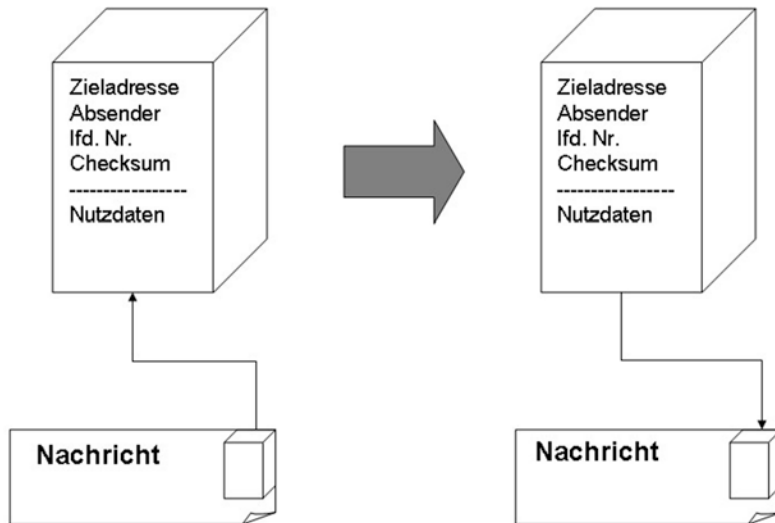 Zieladresse
Absender
lfd. Nr.
Checksum
-----------------
Nutzdaten
Nachricht
Zieladresse
Absender
lfd. Nr.
Checksum
-----------------
Nutzdaten
Nachricht